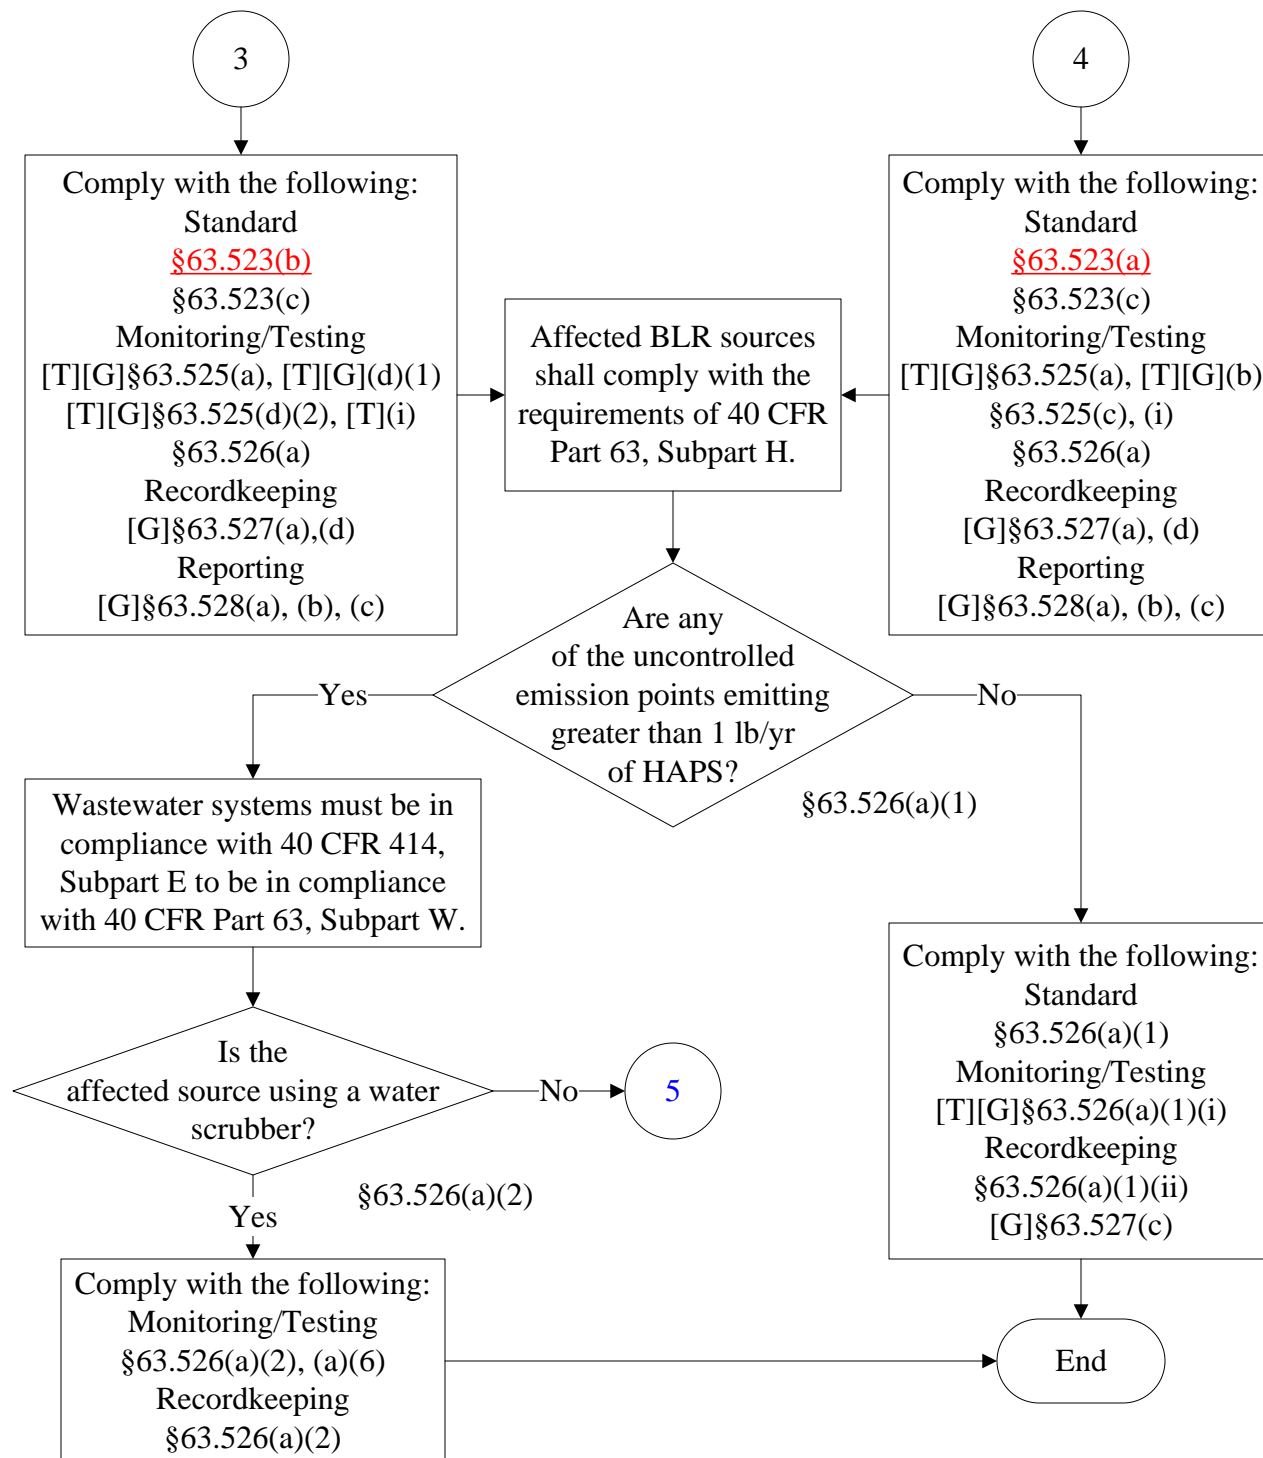 3
4
Comply with the following:
Standard
§63.523(b)
§63.523(c)
Monitoring/Testing
[T][G]§63.525(a), [T][G](d)(1)
[T][G]§63.525(d)(2), [T](i)
§63.526(a)
Recordkeeping
[G]§63.527(a),(d)
Reporting
[G]§63.528(a), (b), (c)
Affected BLR sources
shall comply with the
requirements of 40 CFR
Part 63, Subpart H.
Comply with the following:
Standard
§63.523(a)
§63.523(c)
Monitoring/Testing
[T][G]§63.525(a), [T][G](b)
§63.525(c), (i)
§63.526(a)
Recordkeeping
[G]§63.527(a), (d)
Reporting
[G]§63.528(a), (b), (c)
Are any
of the uncontrolled
emission points emitting
greater than 1 lb/yr
of HAPS?
Yes
No
§63.526(a)(1)
Wastewater systems must be in
compliance with 40 CFR 414,
Subpart E to be in compliance
with 40 CFR Part 63, Subpart W.
Comply with the following:
Standard
§63.526(a)(1)
Monitoring/Testing
[T][G]§63.526(a)(1)(i)
Recordkeeping
§63.526(a)(1)(ii)
[G]§63.527(c)
Is the
affected source using a water
scrubber?
No
5
§63.526(a)(2)
Yes
Comply with the following:
Monitoring/Testing
§63.526(a)(2), (a)(6)
Recordkeeping
§63.526(a)(2)
End